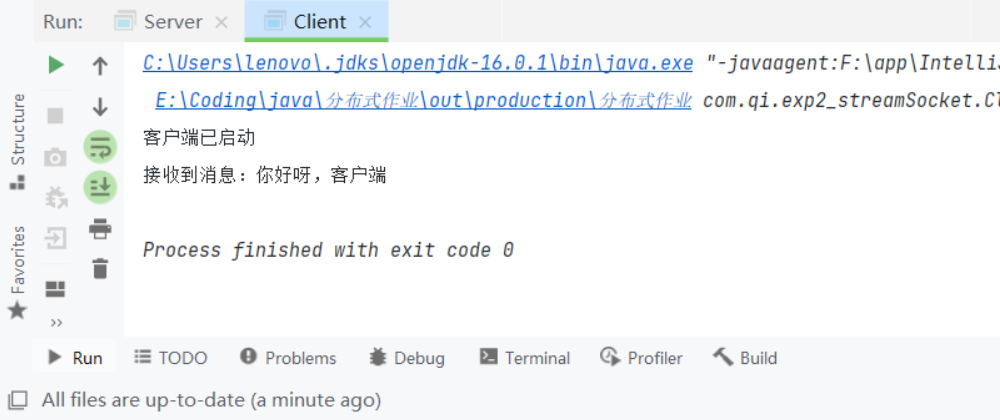 Run: Server × Client ×
C:\Users\lenovo\.jdks\openjdk-16.0.1\bin\java.exe "-javaagent:F:\app\Intelli
E:\Coding\java\分布式作业\out\production\分布式作业 com.qi.exp2_streamSocket.Cl
客户端已启动
接收到消息：你好呀，客户端
Process finished with exit code 0
Structure
Favorites
Run TODO Problems Debug Terminal Profiler Build
All files are up-to-date (a minute ago)